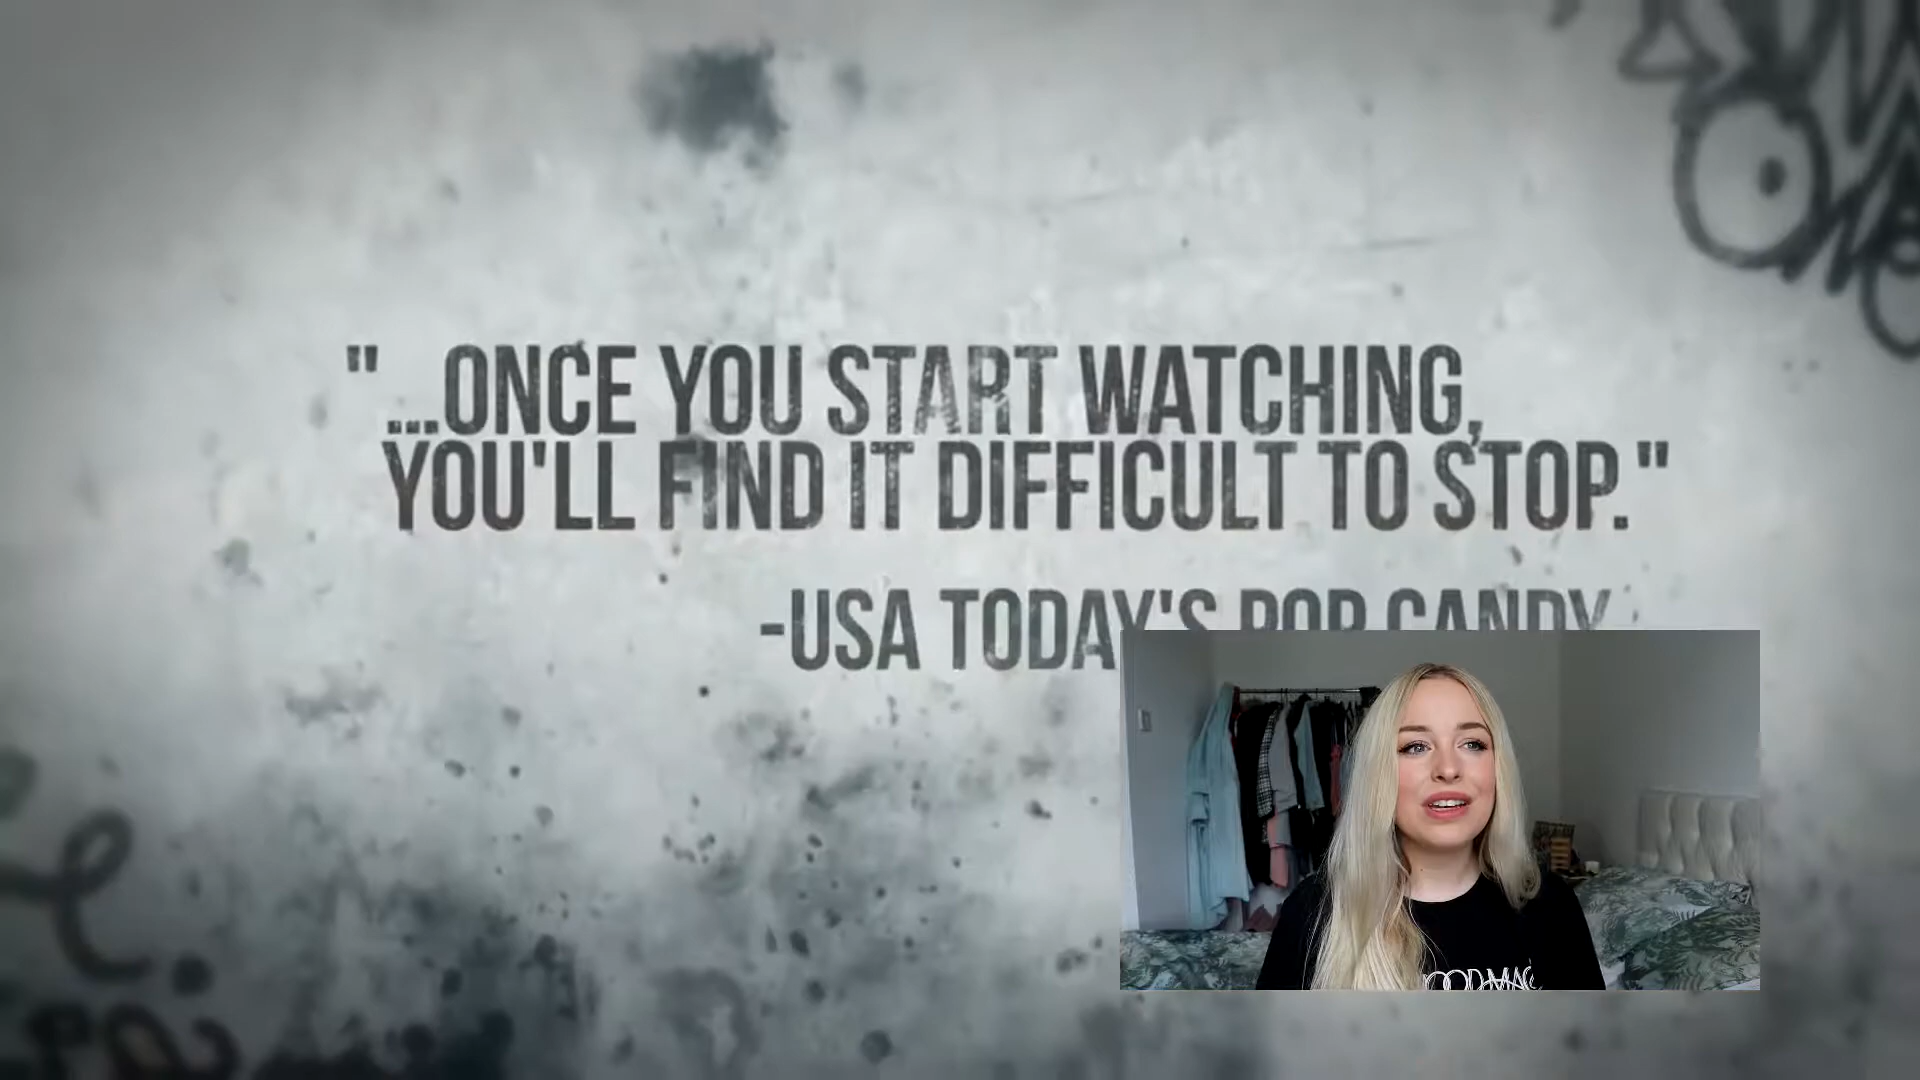 "...ONCE YOU START WATCHING,
YOU'LL FIND IT DIFFICULT TO STOP."
-USA TODAY'S POP CANDY